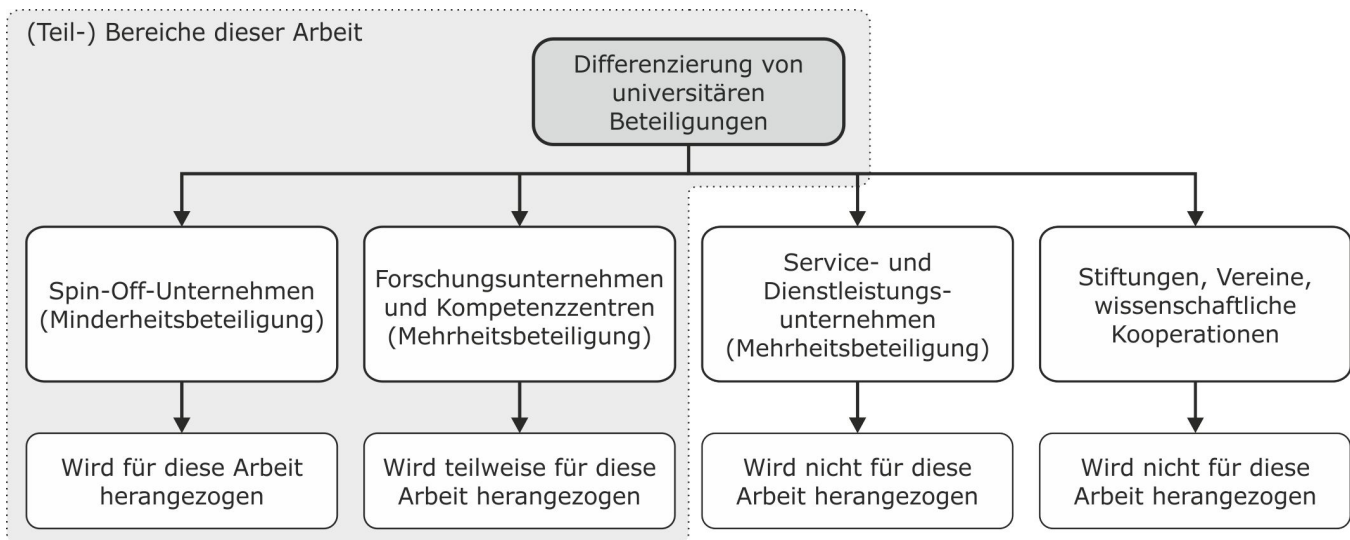 (Teil-) Bereiche dieser Arbeit
Differenzierung von
universitären
Beteiligungen
Spin-Off-Unternehmen
(Minderheitsbeteiligung)
Forschungsunternehmen
und Kompetenzzentren
(Mehrheitsbeteiligung)
Service- und
Dienstleistungs-
unternehmen
(Mehrheitsbeteiligung)
Stiftungen, Vereine,
wissenschaftliche
Kooperationen
Wird für diese Arbeit
herangezogen
Wird teilweise für diese
Arbeit herangezogen
Wird nicht für diese
Arbeit herangezogen
Wird nicht für diese
Arbeit herangezogen